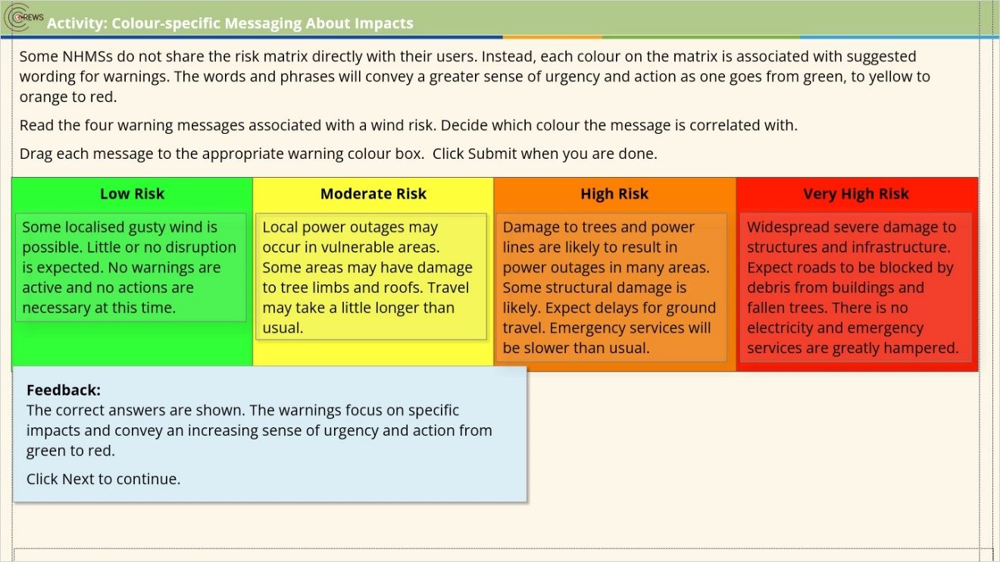 CREWS
Activity: Colour-specific Messaging About Impacts
Some NHMSs do not share the risk matrix directly with their users. Instead, each colour on the matrix is associated with suggested
wording for warnings. The words and phrases will convey a greater sense of urgency and action as one goes from green, to yellow to
orange to red.
Read the four warning messages associated with a wind risk. Decide which colour the message is correlated with.
Drag each message to the appropriate warning colour box.  Click Submit when you are done.
Low Risk
Some localised gusty wind is
possible. Little or no disruption
is expected. No warnings are
active and no actions are
necessary at this time.
Moderate Risk
Local power outages may
occur in vulnerable areas.
Some areas may have damage
to tree limbs and roofs. Travel
may take a little longer than
usual.
High Risk
Damage to trees and power
lines are likely to result in
power outages in many areas.
Some structural damage is
likely. Expect delays for ground
travel. Emergency services will
be slower than usual.
Very High Risk
Widespread severe damage to
structures and infrastructure.
Expect roads to be blocked by
debris from buildings and
fallen trees. There is no
electricity and emergency
services are greatly hampered.
Feedback:
The correct answers are shown. The warnings focus on specific
impacts and convey an increasing sense of urgency and action from
green to red.
Click Next to continue.